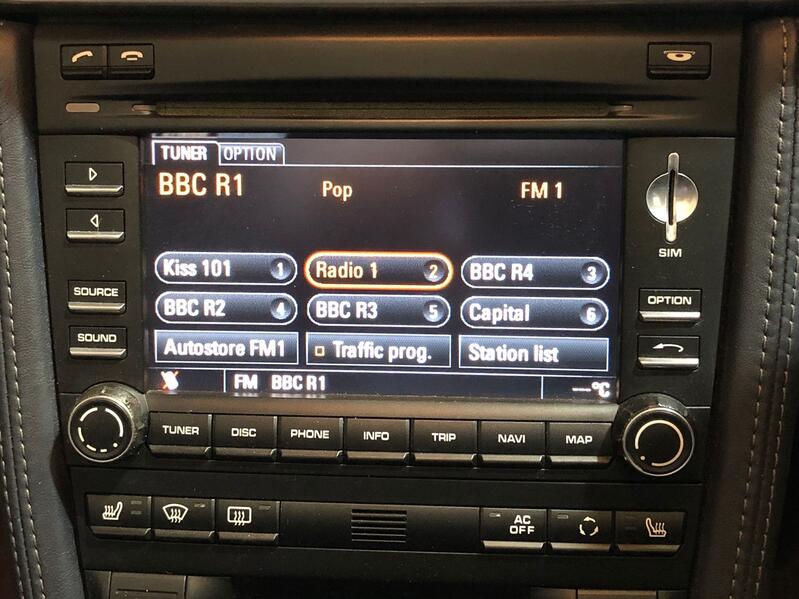 TUNER OPTION
BBC R1 Pop FM 1
SIM
Kiss 101 1 Radio 1 2 BBC R4 3
SOURCE
OPTION
BBC R2 4 BBC R3 5 Capital 6
SOUND
Autostore FM1 Traffic prog. Station list
FM BBC R1 ---°C
TUNER DISC PHONE INFO TRIP NAVI MAP
AC
OFF